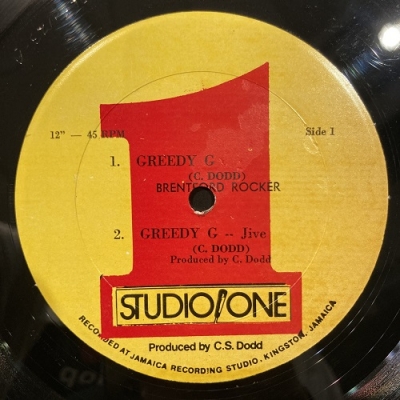 12" — 45 RPM
Side 1
1. GREEDY G
(C. DODD)
BRENTFORD ROCKER
2. GREEDY G -- Jive
(C. DODD)
Produced by C. Dodd
STUDIO/ONE
Produced by C.S. Dodd
RECORDED AT JAMAICA RECORDING STUDIO, KINGSTON, JAMAICA